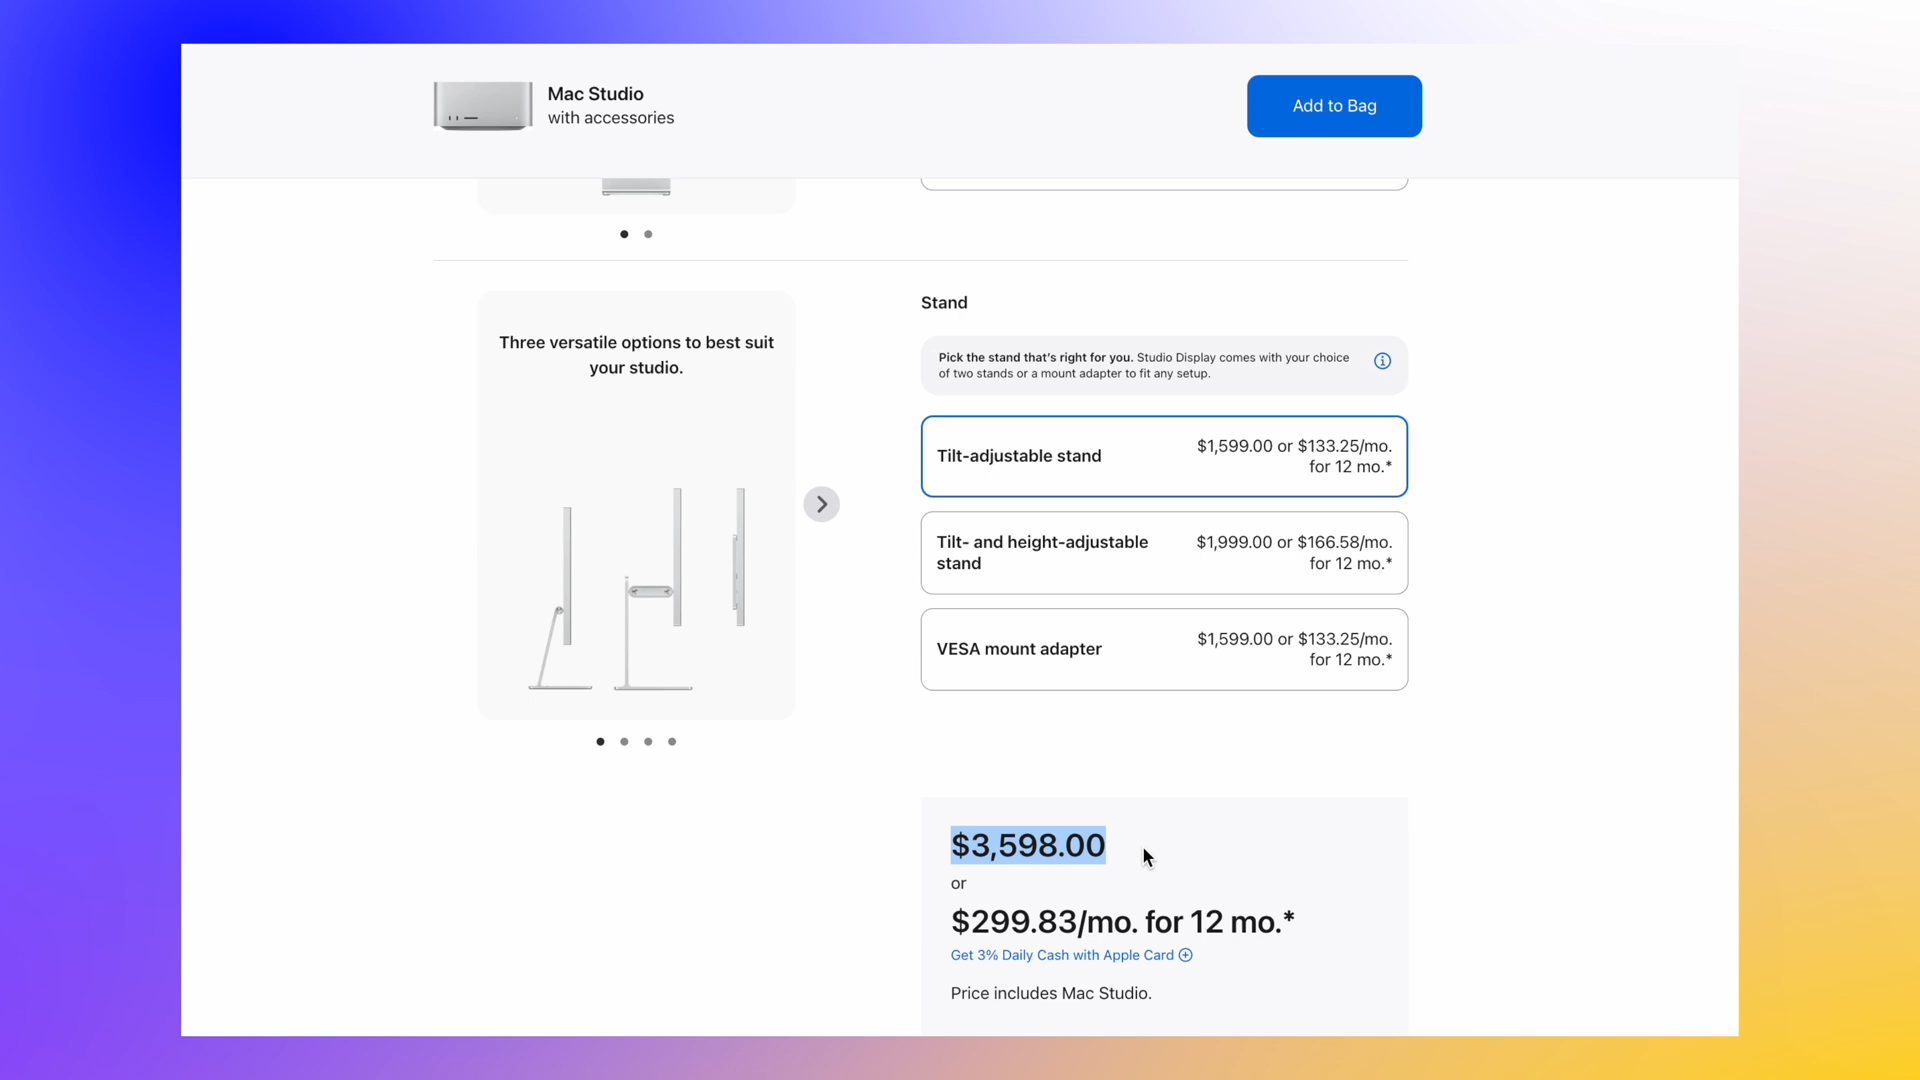 Mac Studio
with accessories
Add to Bag
Three versatile options to best suit
your studio.
Stand
Pick the stand that's right for you. Studio Display comes with your choice
of two stands or a mount adapter to fit any setup.
Tilt-adjustable stand
$1,599.00 or $133.25/mo.
for 12 mo.*
Tilt- and height-adjustable
stand
$1,999.00 or $166.58/mo.
for 12 mo.*
VESA mount adapter
$1,599.00 or $133.25/mo.
for 12 mo.*
$3,598.00
or
$299.83/mo. for 12 mo.*
Get 3% Daily Cash with Apple Card
Price includes Mac Studio.